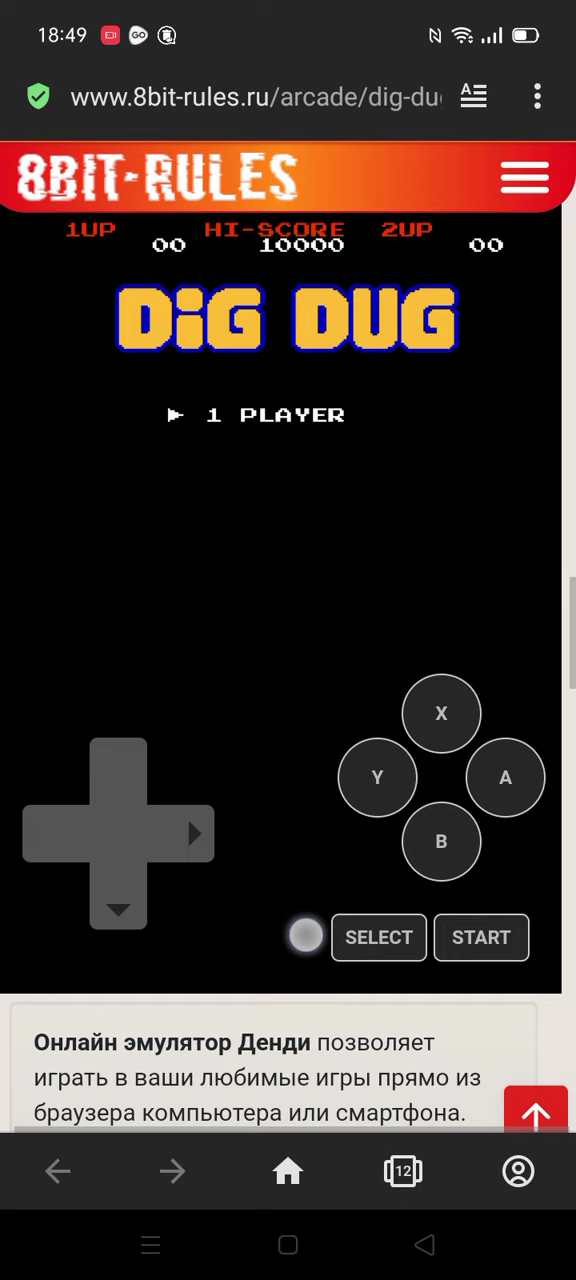 18:49
GO
www.8bit-rules.ru/arcade/dig-du
8BIT-RULES
1UP HI-SCORE 2UP
00 10000 00
DiG DUG
1 PLAYER
X
Y A
B
SELECT START
Онлайн эмулятор Денди позволяет
играть в ваши любимые игры прямо из
браузера компьютера или смартфона.
12